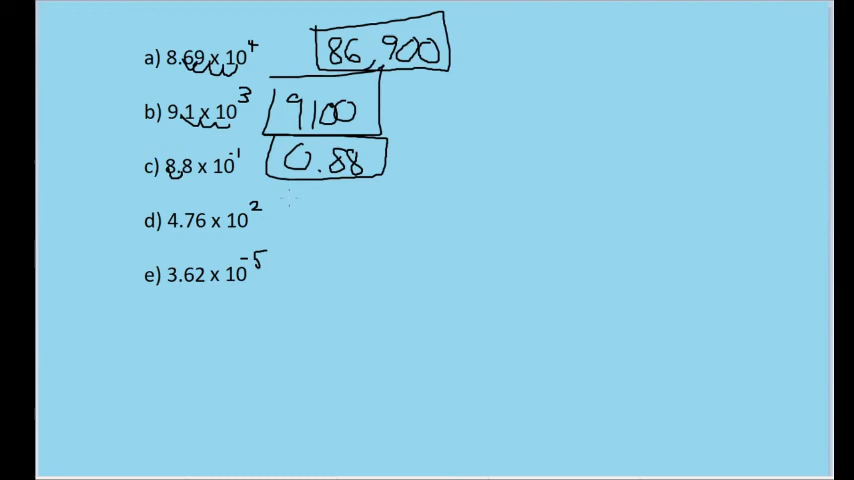 a) 8.69 x 10⁴ 86,900
b) 9.1 x 10³ 9100
c) 8.8 x 10⁻¹ 0.88
d) 4.76 x 10²
e) 3.62 x 10⁻⁵